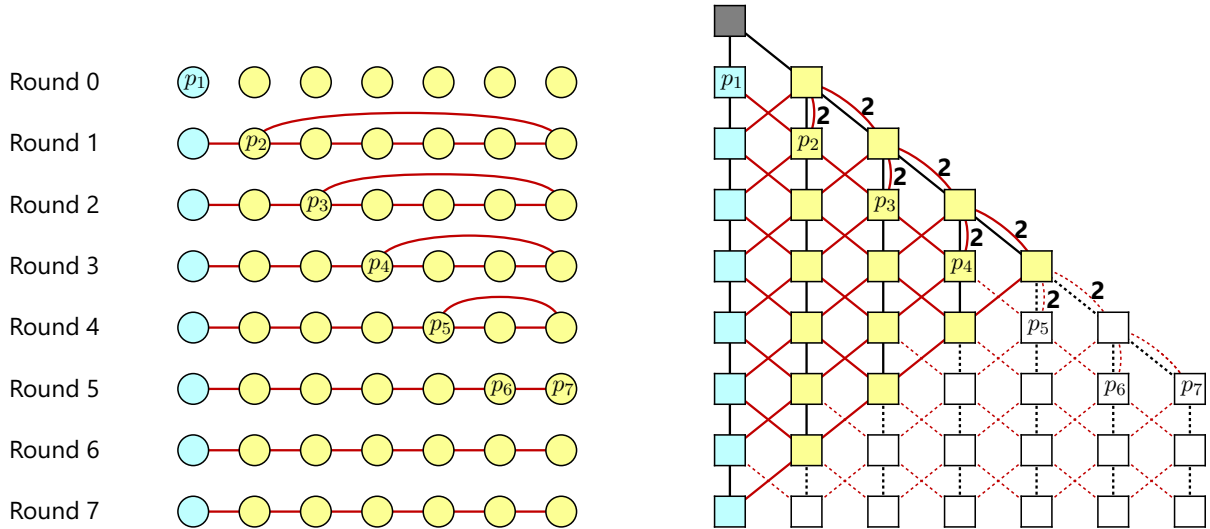 Round 0 p1 p1
Round 1 p2 2 p2 2
Round 2 p3 2 p3 2
Round 3 p4 2 p4 2
Round 4 p5 2 p5 2
Round 5 p6 p7 p6 p7
Round 6
Round 7